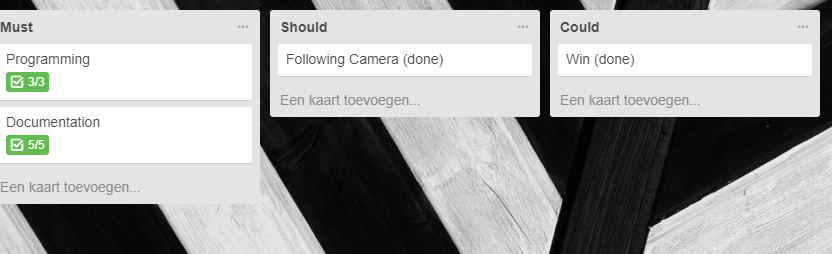 Must
Programming
3/3
Documentation
5/5
Een kaart toevoegen...
Should
Following Camera (done)
Een kaart toevoegen...
Could
Win (done)
Een kaart toevoegen...